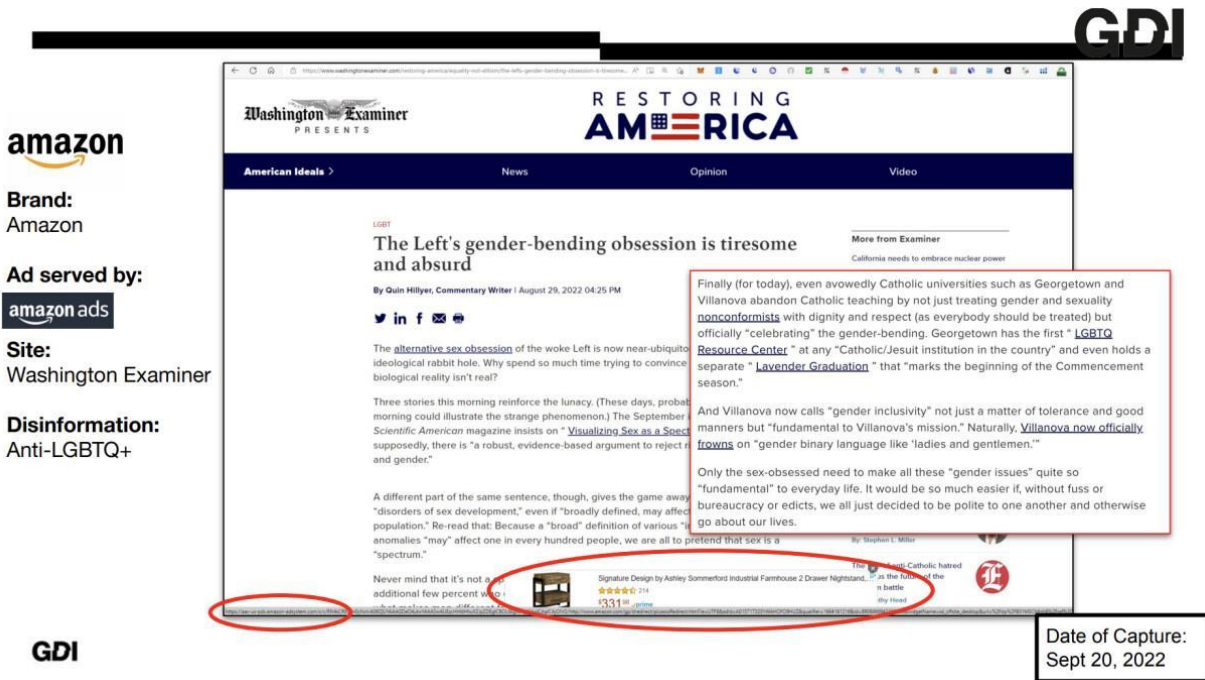 GDI
amazon
Brand:
Amazon
Ad served by:
amazon ads
Site:
Washington Examiner
Disinformation:
Anti-LGBTQ+
Washington Examiner
PRESENTS
RESTORING
AMERICA
American Ideals >
News
Opinion
Video
LGBT
The Left's gender-bending obsession is tiresome
and absurd
By Quin Hillyer, Commentary Writer | August 29, 2022 04:25 PM
The alternative sex obsession of the woke Left is now near-ubiquito
ideological rabbit hole. Why spend so much time trying to convince
biological reality isn't real?
Three stories this morning reinforce the lunacy. (These days, probab
morning could illustrate the strange phenomenon.) The September
Scientific American magazine insists on " Visualizing Sex as a Spect
supposedly, there is "a robust, evidence-based argument to reject
and gender."
A different part of the same sentence, though, gives the game away
"disorders of sex development," even if "broadly defined, may affec
population." Re-read that: Because a "broad" definition of various
anomalies "may" affect one in every hundred people, we are all to pretend that sex is a
"spectrum."
Never mind that it's not a
additional few percent who
More from Examiner
California needs to embrace nuclear power
Finally (for today), even avowedly Catholic universities such as Georgetown and
Villanova abandon Catholic teaching by not just treating gender and sexuality
nonconformists with dignity and respect (as everybody should be treated) but
officially "celebrating" the gender-bending. Georgetown has the first " LGBTQ
Resource Center " at any "Catholic/Jesuit institution in the country" and even holds a
separate " Lavender Graduation " that "marks the beginning of the Commencement
season."
And Villanova now calls "gender inclusivity" not just a matter of tolerance and good
manners but "fundamental to Villanova's mission." Naturally, Villanova now officially
frowns on "gender binary language like 'ladies and gentlemen.'"
Only the sex-obsessed need to make all these "gender issues" quite so
"fundamental" to everyday life. It would be so much easier if, without fuss or
bureaucracy or edicts, we all just decided to be polite to one another and otherwise
go about our lives.
By: Stephen L. Miller
The anti-Catholic hatred
the future of the
battle
Signature Design by Ashley Sommerford Industrial Farmhouse 2 Drawer Nightstand,
214
$331 prime
GDI
Date of Capture:
Sept 20, 2022